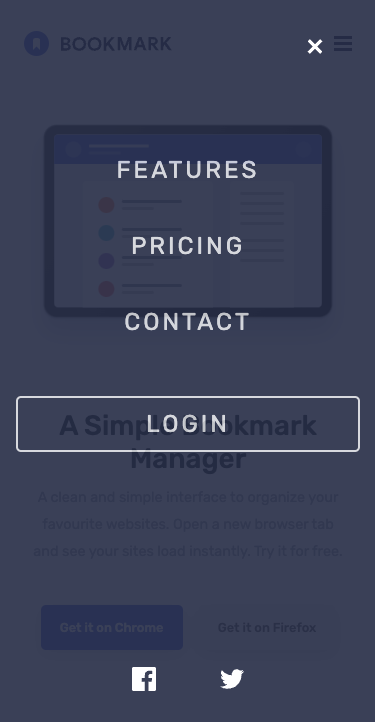 BOOKMARK
FEATURES
PRICING
CONTACT
LOGIN
A Simple Bookmark
Manager
A clean and simple interface to organize your
favourite websites. Open a new browser tab
and see your sites load instantly. Try it for free.
Get it on Chrome
Get it on Firefox